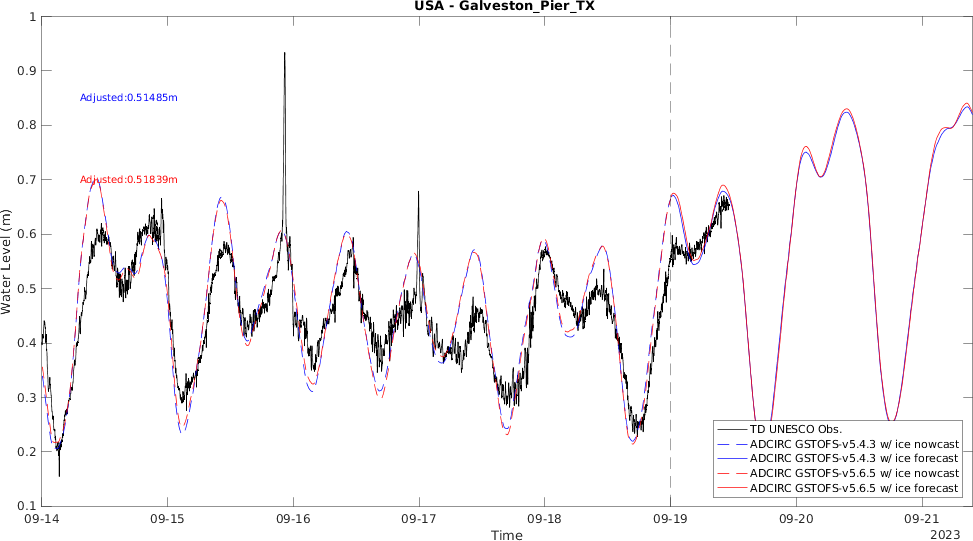 USA - Galveston_Pier_TX
1
0.9
0.8
0.7
0.6
0.5
0.4
0.3
0.2
0.1
Water Level (m)
Adjusted:0.51485m
Adjusted:0.51839m
TD UNESCO Obs.
ADCIRC GSTOFS-v5.4.3 w/ ice nowcast
ADCIRC GSTOFS-v5.4.3 w/ ice forecast
ADCIRC GSTOFS-v5.6.5 w/ ice nowcast
ADCIRC GSTOFS-v5.6.5 w/ ice forecast
09-14 09-15 09-16 09-17 09-18 09-19 09-20 09-21
Time
2023